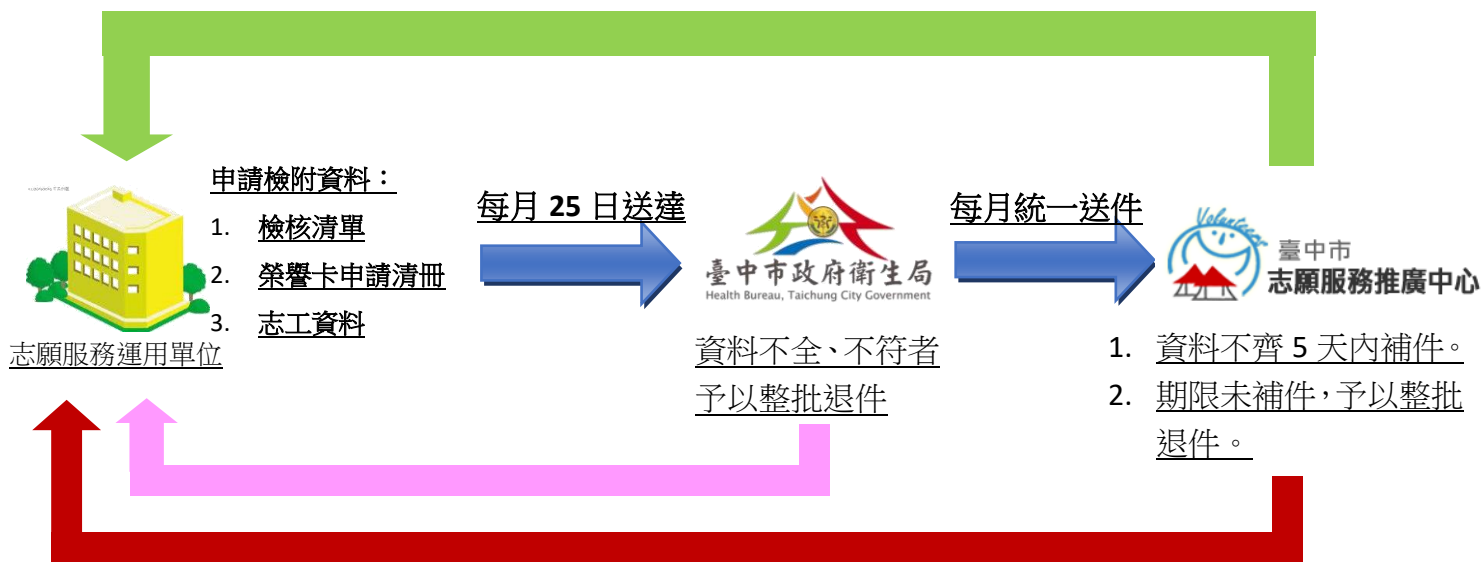 申請檢附資料：
1. 檢核清單
2. 榮譽卡申請清冊
3. 志工資料
志願服務運用單位
每月 25 日送達
臺中市政府衛生局
Health Bureau, Taichung City Government
資料不全、不符者
予以整批退件
每月統一送件
Volunteers
臺中市
志願服務推廣中心
1. 資料不齊 5 天內補件。
2. 期限未補件，予以整批
退件。